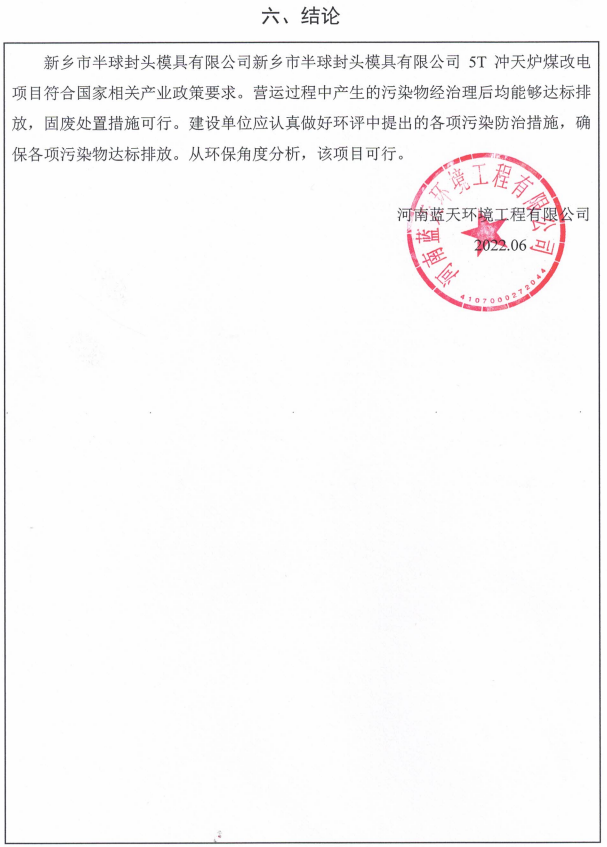 六、结论
新乡市半球封头模具有限公司新乡市半球封头模具有限公司 5T 冲天炉煤改电
项目符合国家相关产业政策要求。营运过程中产生的污染物经治理后均能够达标排
放，固废处置措施可行。建设单位应认真做好环评中提出的各项污染防治措施，确
保各项污染物达标排放。从环保角度分析，该项目可行。
河南蓝天环境工程有限公司
2022.06
河南蓝天环境工程有限公司
4107000272044